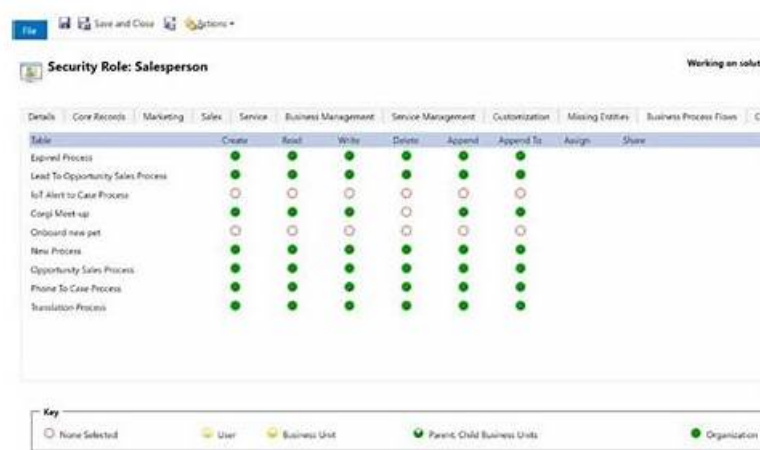 File Save and Close Actions
Security Role: Salesperson
Working on solut
Details Core Records Marketing Sales Service Business Management Service Management Customization Missing Entities Business Process Flows C
Table Create Read Write Delete Append Append To Assign Share
Expired Process
Lead To Opportunity Sales Process
IoT Alert to Case Process
Corgi Meet-up
Onboard new pet
New Process
Opportunity Sales Process
Phone To Case Process
Translation Process
Key
None Selected User Business Unit Parent: Child Business Units Organization